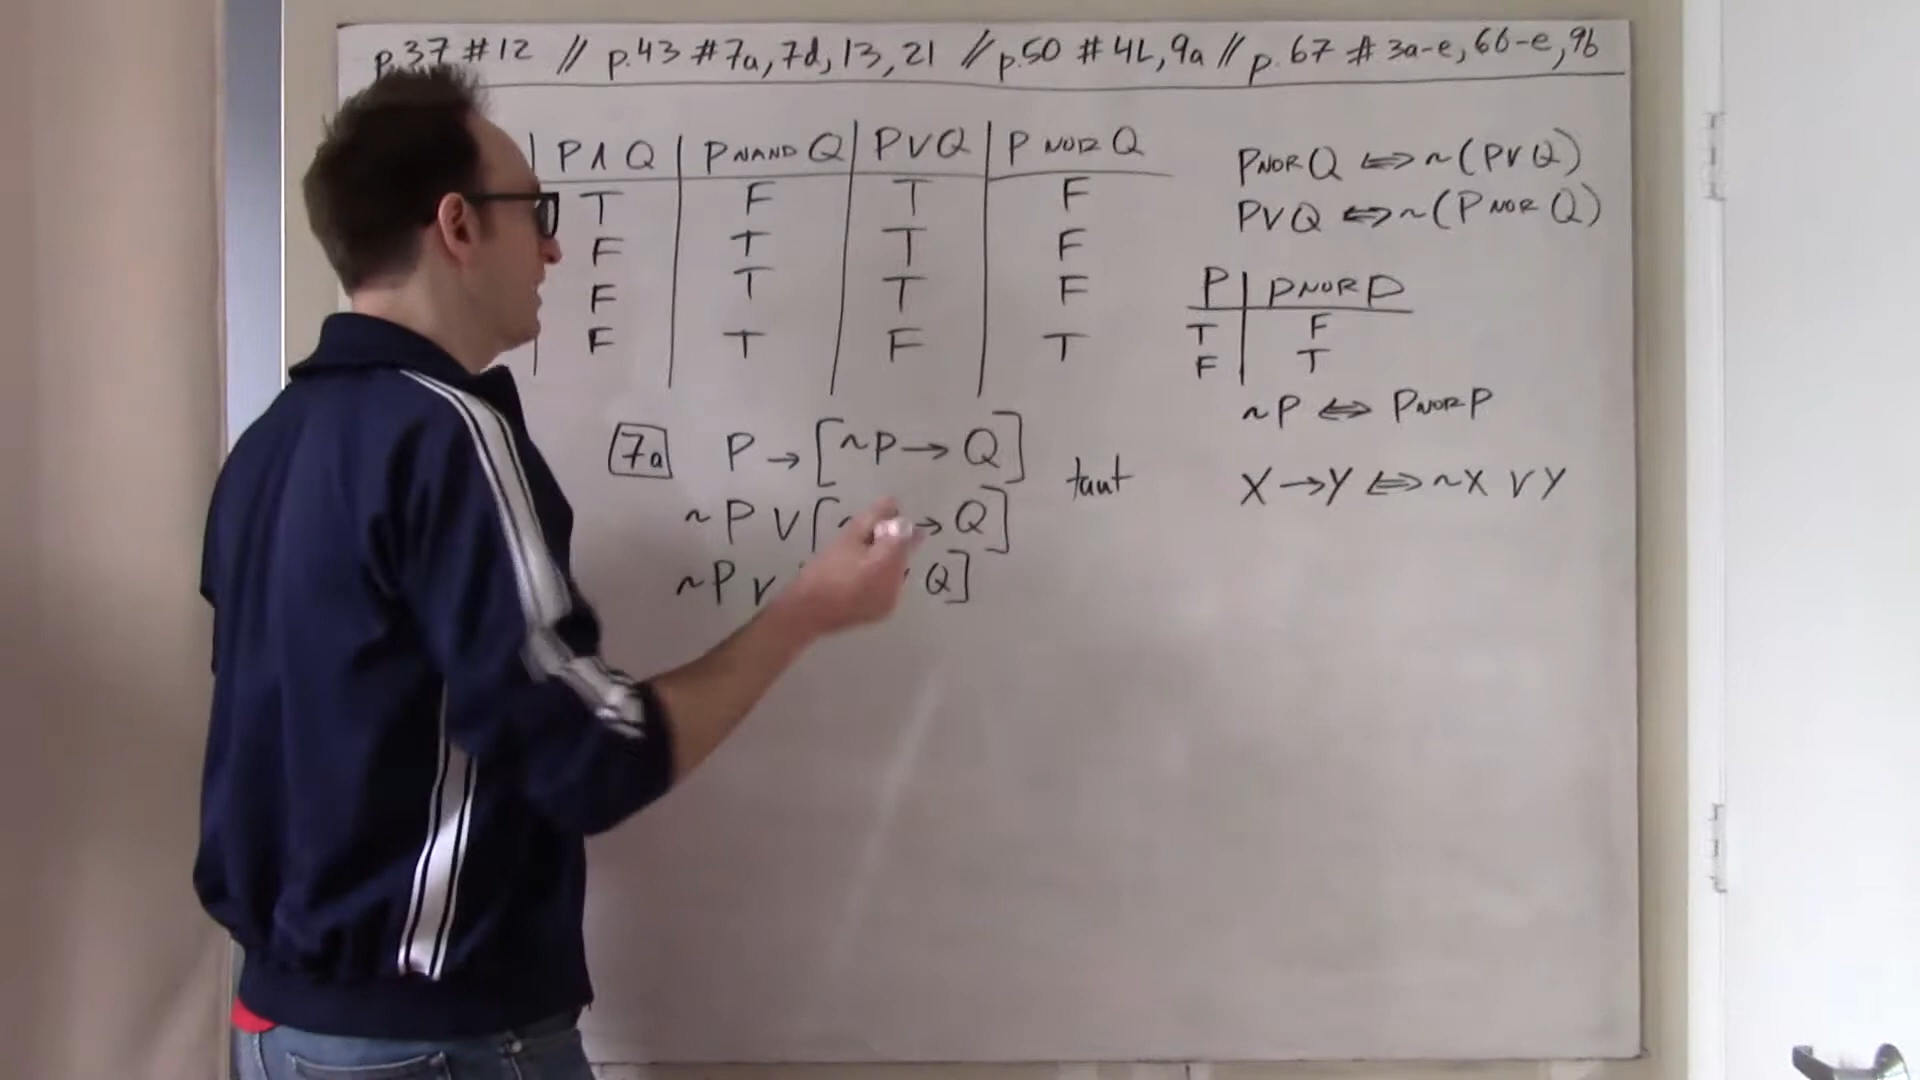 p.37 #12 // p.43 #7a, 7d, 13, 21 // p.50 #4L, 9a // p.67 #3a-e, 6b-e, 9b
P∧Q | P NAND Q | P∨Q | P NOR Q
T | F | T | F
F | T | T | F
F | T | T | F
F | T | F | T
P NOR Q ⇔ ~(P∨Q)
P∨Q ⇔ ~(P NOR Q)
P | P NOR P
T | F
F | T
~P ⇔ P NOR P
X → Y ⇔ ~X ∨ Y
7a P → [~P → Q] taut
~P ∨ [~ → Q]
~P ∨ Q]